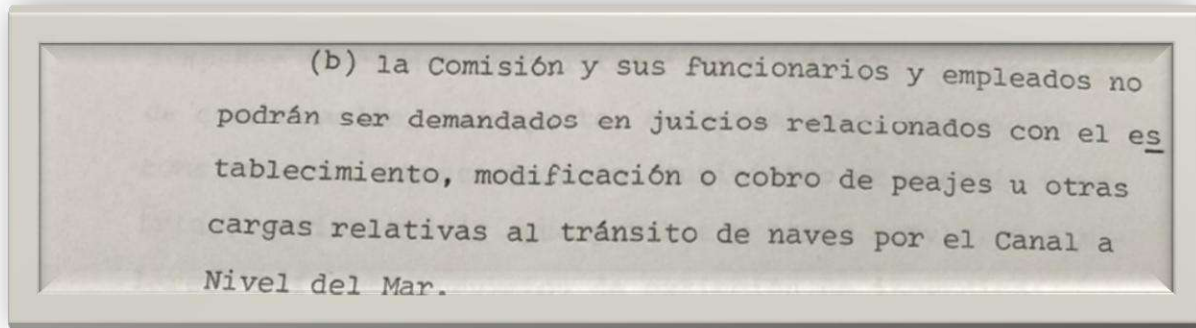 (b) la Comisión y sus funcionarios y empleados no
podrán ser demandados en juicios relacionados con el es
tablecimiento, modificación o cobro de peajes u otras
cargas relativas al tránsito de naves por el Canal a
Nivel del Mar.